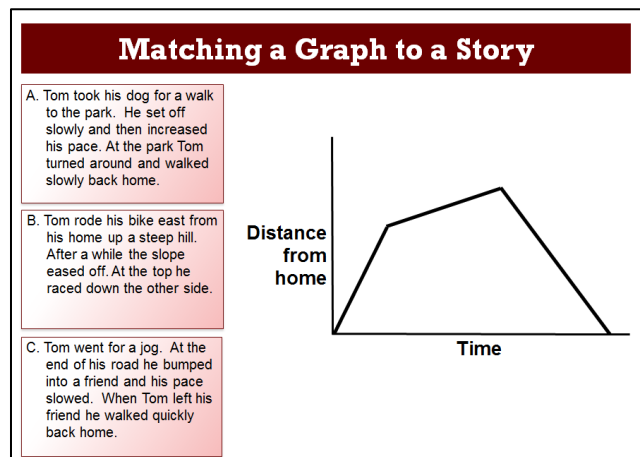 Matching a Graph to a Story
A. Tom took his dog for a walk
to the park. He set off
slowly and then increased
his pace. At the park Tom
turned around and walked
slowly back home.
B. Tom rode his bike east from
his home up a steep hill.
After a while the slope
eased off. At the top he
raced down the other side.
C. Tom went for a jog. At the
end of his road he bumped
into a friend and his pace
slowed. When Tom left his
friend he walked quickly
back home.
Distance
from
home
Time